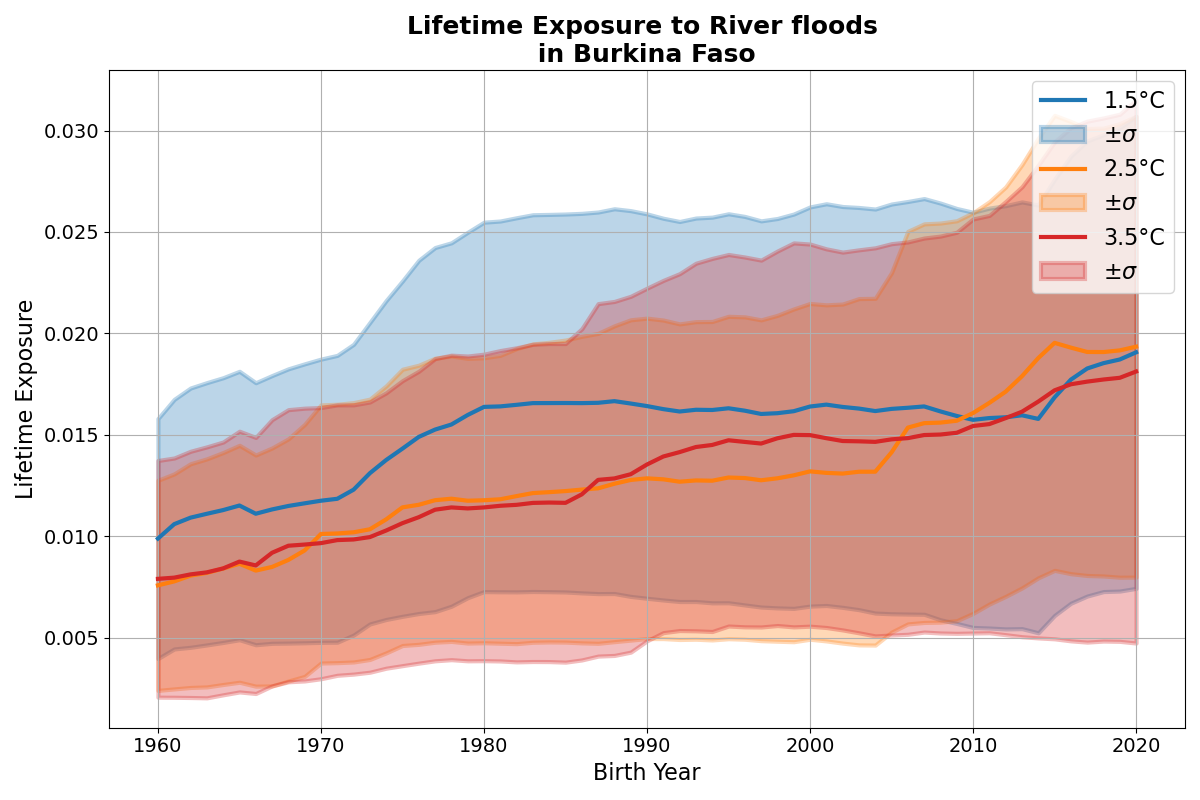 Lifetime Exposure to River floods
in Burkina Faso
Lifetime Exposure
0.030
0.025
0.020
0.015
0.010
0.005
1960
1970
1980
1990
2000
2010
2020
Birth Year
1.5°C
±σ
2.5°C
±σ
3.5°C
±σ